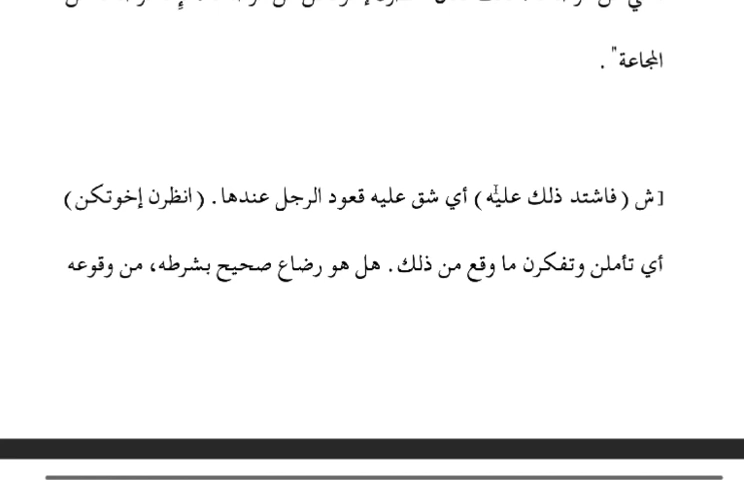 المجاعة" .
[ش (فاشتد ذلك عليه) أي شق عليه قعود الرجل عندها. (انظرن إخوتكن)
أي تأملن وتفكرن ما وقع من ذلك. هل هو رضاع صحيح بشرطه، من وقوعه